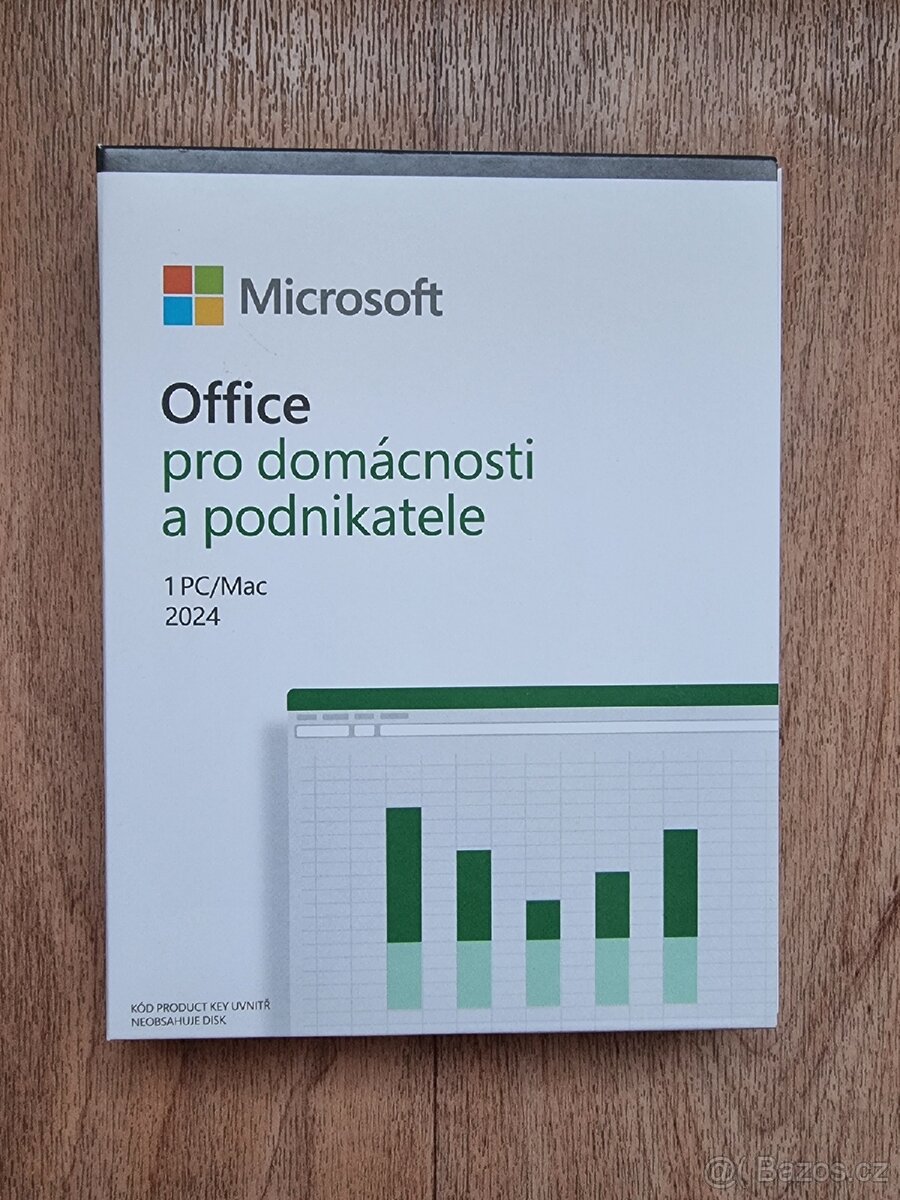 Microsoft
Office
pro domácnosti
a podnikatele
1 PC/Mac
2024
KÓD PRODUCT KEY UVNITŘ
NEOBSAHUJE DISK
@( Bazos.cz